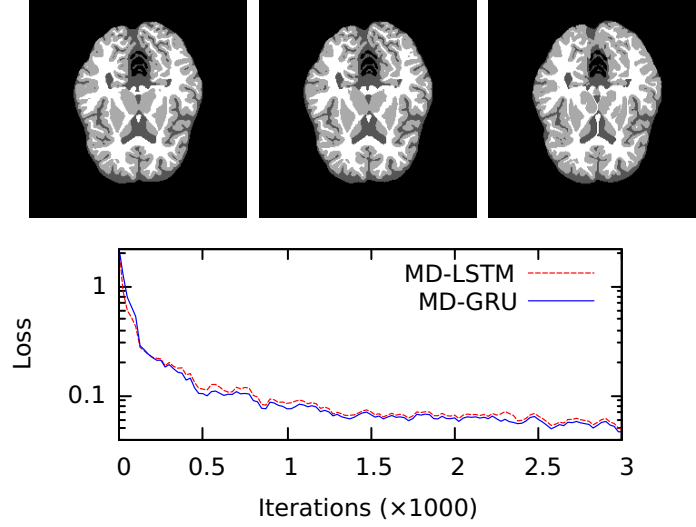 MD-LSTM
MD-GRU
1
0.1
Loss
0 0.5 1 1.5 2 2.5 3
Iterations (×1000)